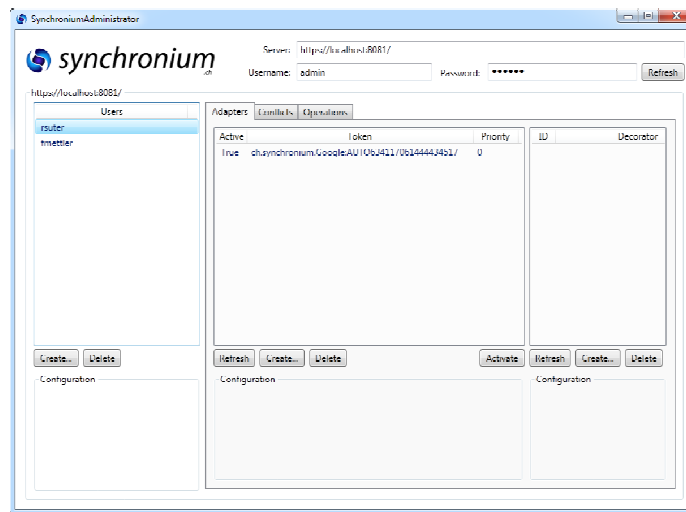 SynchroniumAdministrator
synchronium
.ch
Server: https://localhost:8081/
Username: admin Password: ••••••
Refresh
https://localhost:8081/
Users
rsuter
fmettler
Create... Delete
Configuration
Adapters Conflicts Operations
Active Token Priority
True 0
Refresh Create... Delete Activate
Configuration
ID Decorator
Refresh Create... Delete
Configuration